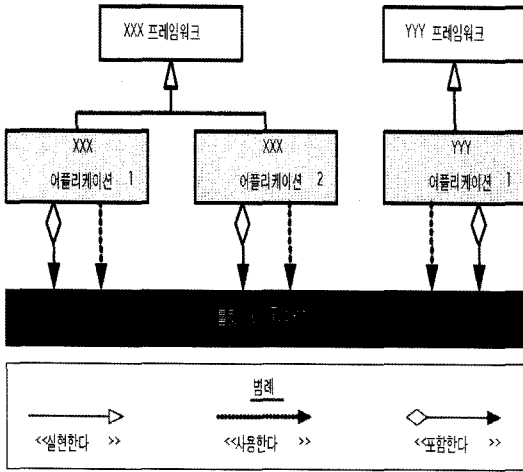 XXX 프레임워크
YYY 프레임워크
XXX
어플리케이션 1
XXX
어플리케이션 2
YYY
어플리케이션 1
범례
<<실현한다 >>
<<사용한다 >>
<<포함한다 >>